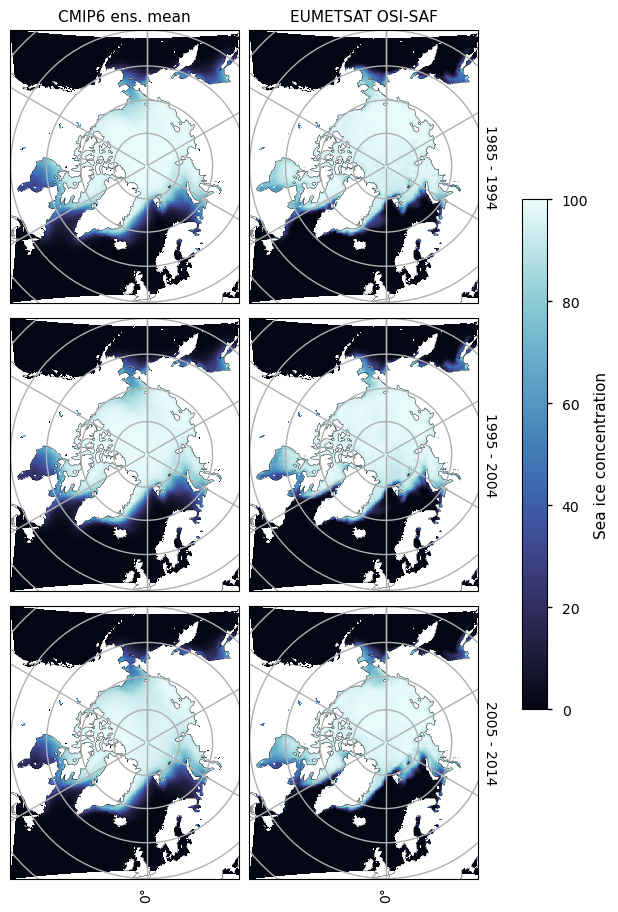 CMIP6 ens. mean
EUMETSAT OSI-SAF
1985 - 1994
1995 - 2004
2005 - 2014
100
80
60
40
20
0
Sea ice concentration
0°
0°